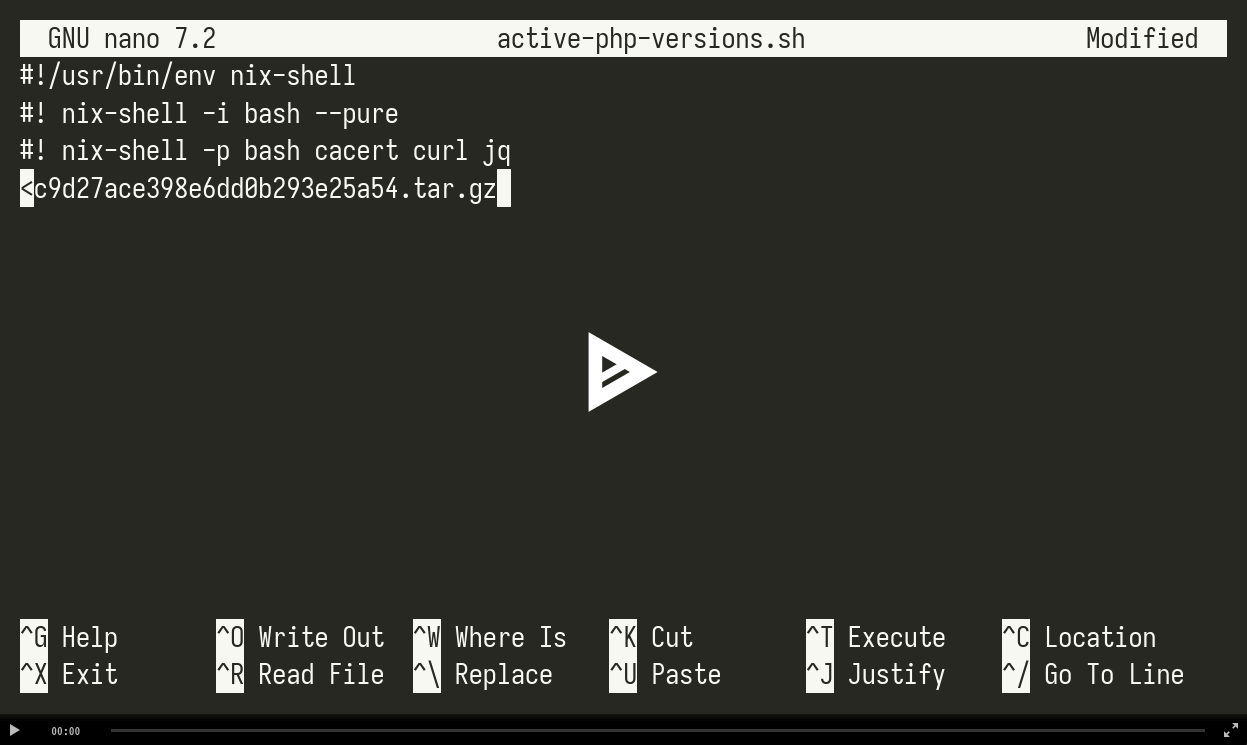 GNU nano 7.2 active-php-versions.sh Modified
#!/usr/bin/env nix-shell
#! nix-shell -i bash --pure
#! nix-shell -p bash cacert curl jq
<c9d27ace398e6dd0b293e25a54.tar.gz
^G Help ^O Write Out ^W Where Is ^K Cut ^T Execute ^C Location
^X Exit ^R Read File ^\ Replace ^U Paste ^J Justify ^/ Go To Line
00:00